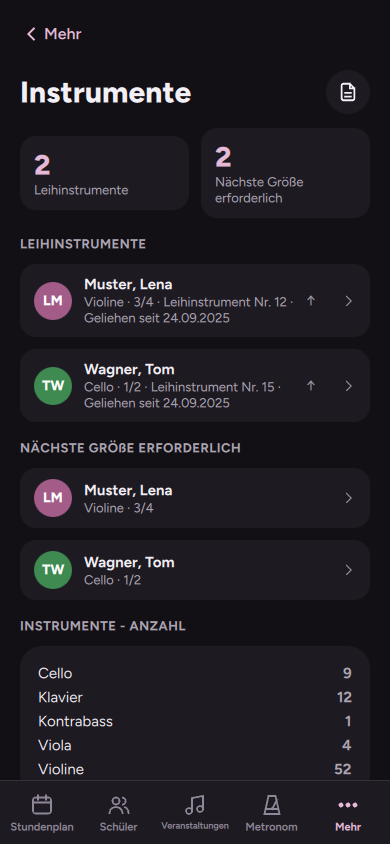 Mehr
Instrumente
2
Leihinstrumente
2
Nächste Größe
erforderlich
LEIHINSTRUMENTE
LM
Muster, Lena
Violine · 3/4 · Leihinstrument Nr. 12 ·
Geliehen seit 24.09.2025
TW
Wagner, Tom
Cello · 1/2 · Leihinstrument Nr. 15 ·
Geliehen seit 24.09.2025
NÄCHSTE GRÖßE ERFORDERLICH
LM
Muster, Lena
Violine · 3/4
TW
Wagner, Tom
Cello · 1/2
INSTRUMENTE - ANZAHL
Cello 9
Klavier 12
Kontrabass 1
Viola 4
Violine 52
Stundenplan Schüler Veranstaltungen Metronom Mehr